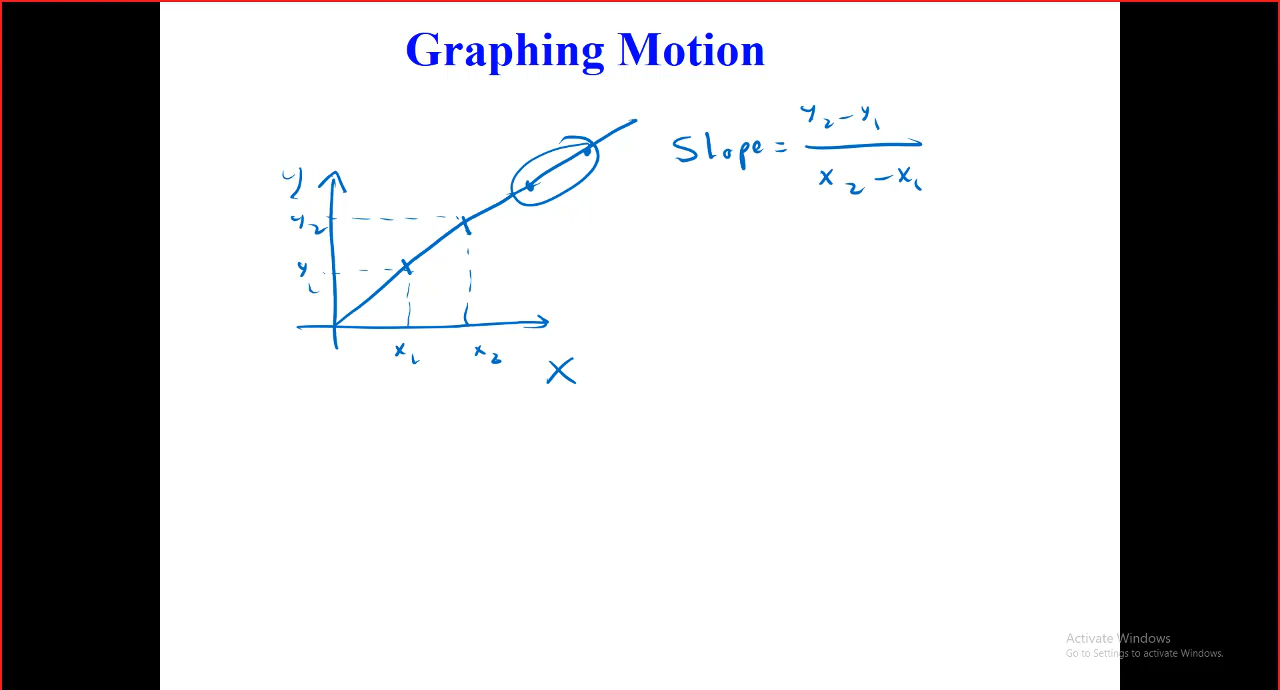 Graphing Motion
Slope = y₂ - y₁
x₂ - x₁
y
y₂
y₁
x₁ x₂
X
Activate Windows
Go to Settings to activate Windows.